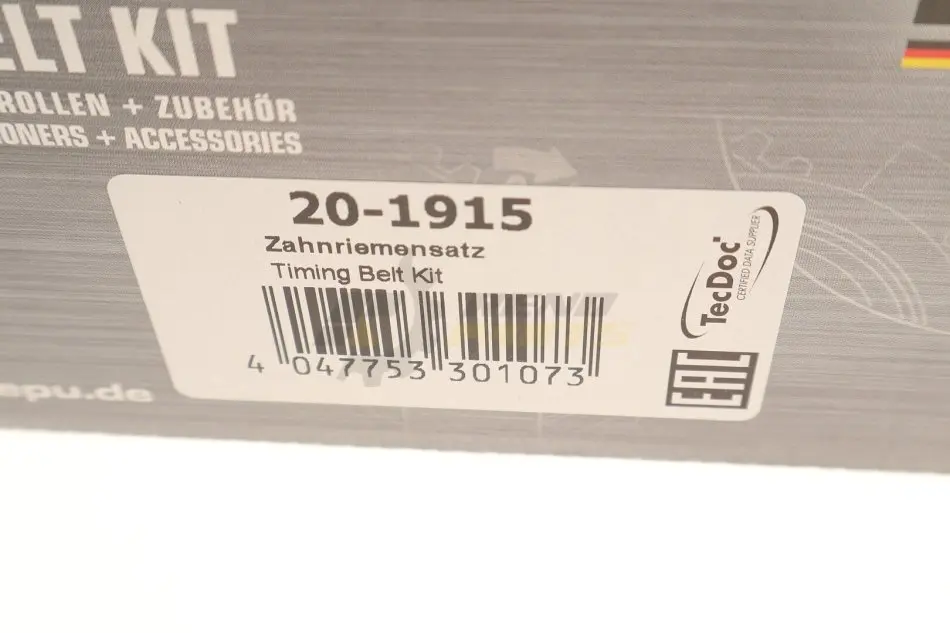 ELT KIT
ROLLEN + ZUBEHÖR
ONERS + ACCESSORIES
20-1915
Zahnriemensatz
Timing Belt Kit
4 047753 301073
TecDoc
CERTIFIED DATA SUPPLIER
EAC
epu.de